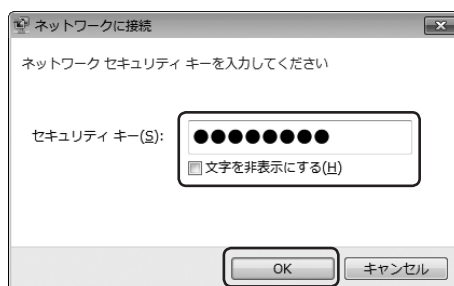 ネットワークに接続
ネットワーク セキュリティ キーを入力してください
セキュリティ キー(S):
●●●●●●●●
文字を非表示にする(H)
OK
キャンセル